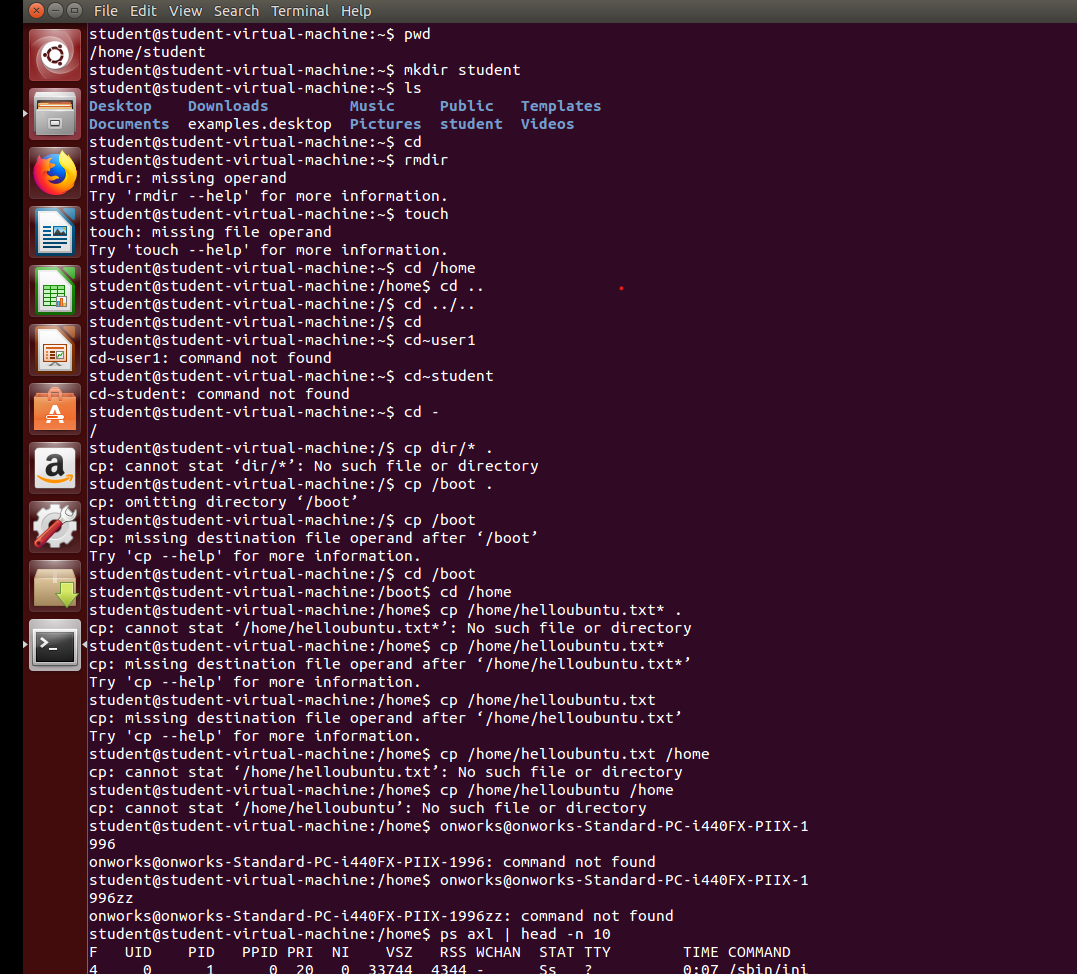 File Edit View Search Terminal Help
student@student-virtual-machine:~$ pwd
/home/student
student@student-virtual-machine:~$ mkdir student
student@student-virtual-machine:~$ ls
Desktop    Downloads         Music     Public   Templates
Documents  examples.desktop  Pictures  student  Videos
student@student-virtual-machine:~$ cd
student@student-virtual-machine:~$ rmdir
rmdir: missing operand
Try 'rmdir --help' for more information.
student@student-virtual-machine:~$ touch
touch: missing file operand
Try 'touch --help' for more information.
student@student-virtual-machine:~$ cd /home
student@student-virtual-machine:/home$ cd ..
student@student-virtual-machine:/$ cd ../..
student@student-virtual-machine:/$ cd
student@student-virtual-machine:~$ cd~user1
cd~user1: command not found
student@student-virtual-machine:~$ cd~student
cd~student: command not found
student@student-virtual-machine:~$ cd -
/
student@student-virtual-machine:/$ cp dir/* .
cp: cannot stat ‘dir/*’: No such file or directory
student@student-virtual-machine:/$ cp /boot .
cp: omitting directory ‘/boot’
student@student-virtual-machine:/$ cp /boot
cp: missing destination file operand after ‘/boot’
Try 'cp --help' for more information.
student@student-virtual-machine:/$ cd /boot
student@student-virtual-machine:/boot$ cd /home
student@student-virtual-machine:/home$ cp /home/helloubuntu.txt* .
cp: cannot stat ‘/home/helloubuntu.txt*’: No such file or directory
student@student-virtual-machine:/home$ cp /home/helloubuntu.txt*
cp: missing destination file operand after ‘/home/helloubuntu.txt*’
Try 'cp --help' for more information.
student@student-virtual-machine:/home$ cp /home/helloubuntu.txt
cp: missing destination file operand after ‘/home/helloubuntu.txt’
Try 'cp --help' for more information.
student@student-virtual-machine:/home$ cp /home/helloubuntu.txt /home
cp: cannot stat ‘/home/helloubuntu.txt’: No such file or directory
student@student-virtual-machine:/home$ cp /home/helloubuntu /home
cp: cannot stat ‘/home/helloubuntu’: No such file or directory
student@student-virtual-machine:/home$ onworks@onworks-Standard-PC-i440FX-PIIX-1
996
onworks@onworks-Standard-PC-i440FX-PIIX-1996: command not found
student@student-virtual-machine:/home$ onworks@onworks-Standard-PC-i440FX-PIIX-1
996zz
onworks@onworks-Standard-PC-i440FX-PIIX-1996zz: command not found
student@student-virtual-machine:/home$ ps axl | head -n 10
F   UID    PID   PPID PRI  NI    VSZ   RSS WCHAN  STAT TTY        TIME COMMAND
4     0      1      0  20   0  33744  4344 -      Ss   ?          0:07 /sbin/ini